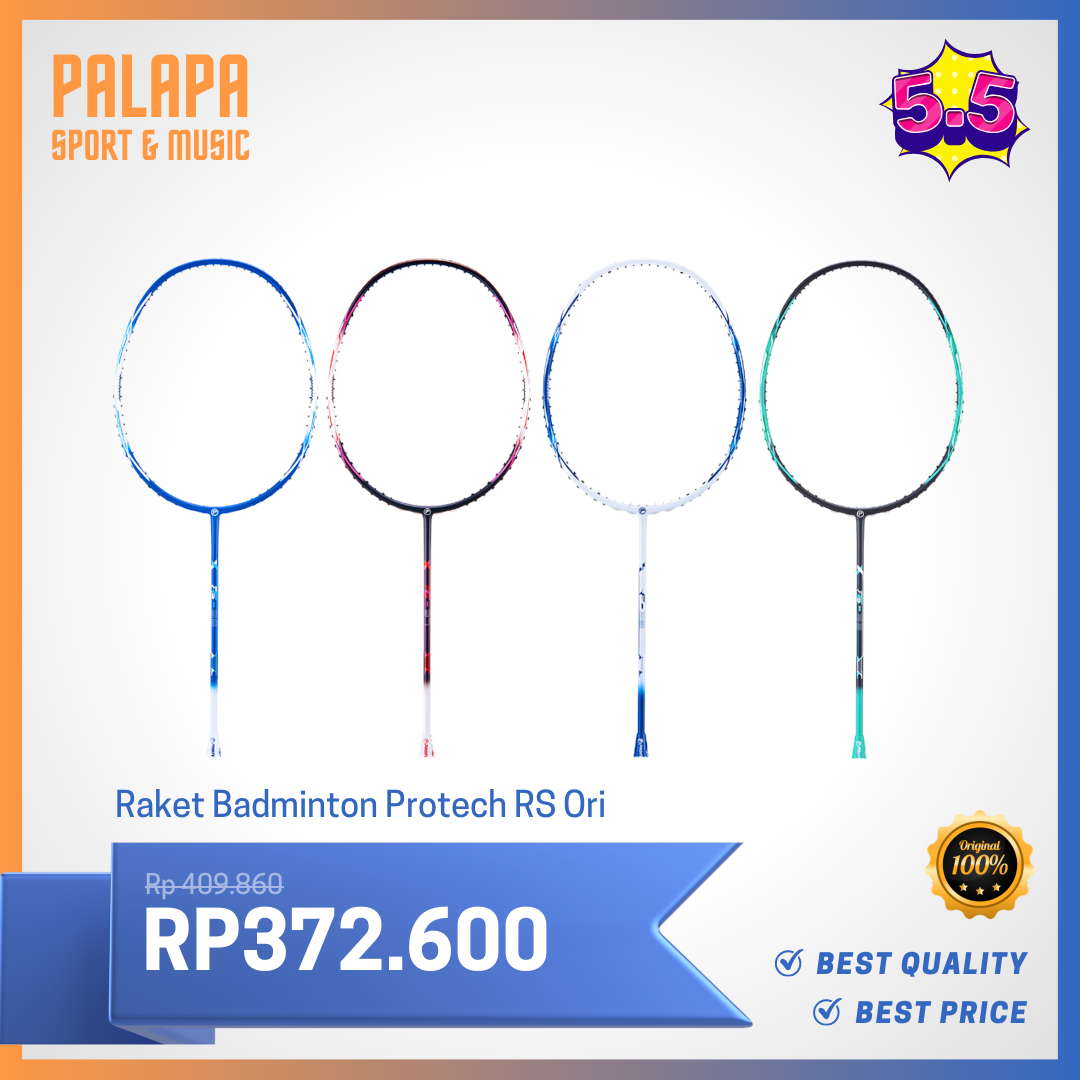 PALAPA
SPORT & MUSIC
5.5
Raket Badminton Protech RS Ori
Rp 409.860
RP372.600
Original
100%
BEST QUALITY
BEST PRICE